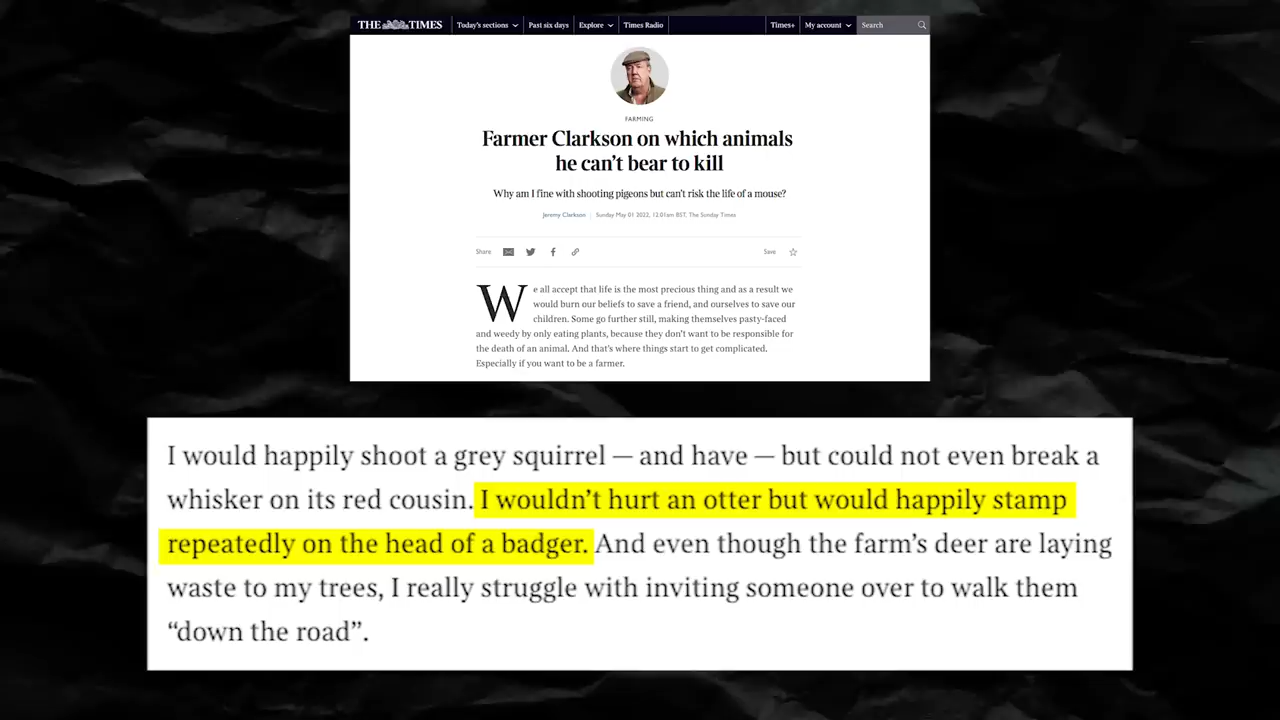 THE TIMES
Today's sections
Past six days
Explore
Times Radio
Times+
My account
Search
FARMING
Farmer Clarkson on which animals
he can't bear to kill
Why am I fine with shooting pigeons but can't risk the life of a mouse?
Jeremy Clarkson | Sunday May 01 2022, 12.01am BST, The Sunday Times
Share
Save
We all accept that life is the most precious thing and as a result we
would burn our beliefs to save a friend, and ourselves to save our
children. Some go further still, making themselves pasty-faced
and weedy by only eating plants, because they don't want to be responsible for
the death of an animal. And that's where things start to get complicated.
Especially if you want to be a farmer.
I would happily shoot a grey squirrel — and have — but could not even break a
whisker on its red cousin. I wouldn't hurt an otter but would happily stamp
repeatedly on the head of a badger. And even though the farm's deer are laying
waste to my trees, I really struggle with inviting someone over to walk them
“down the road”.